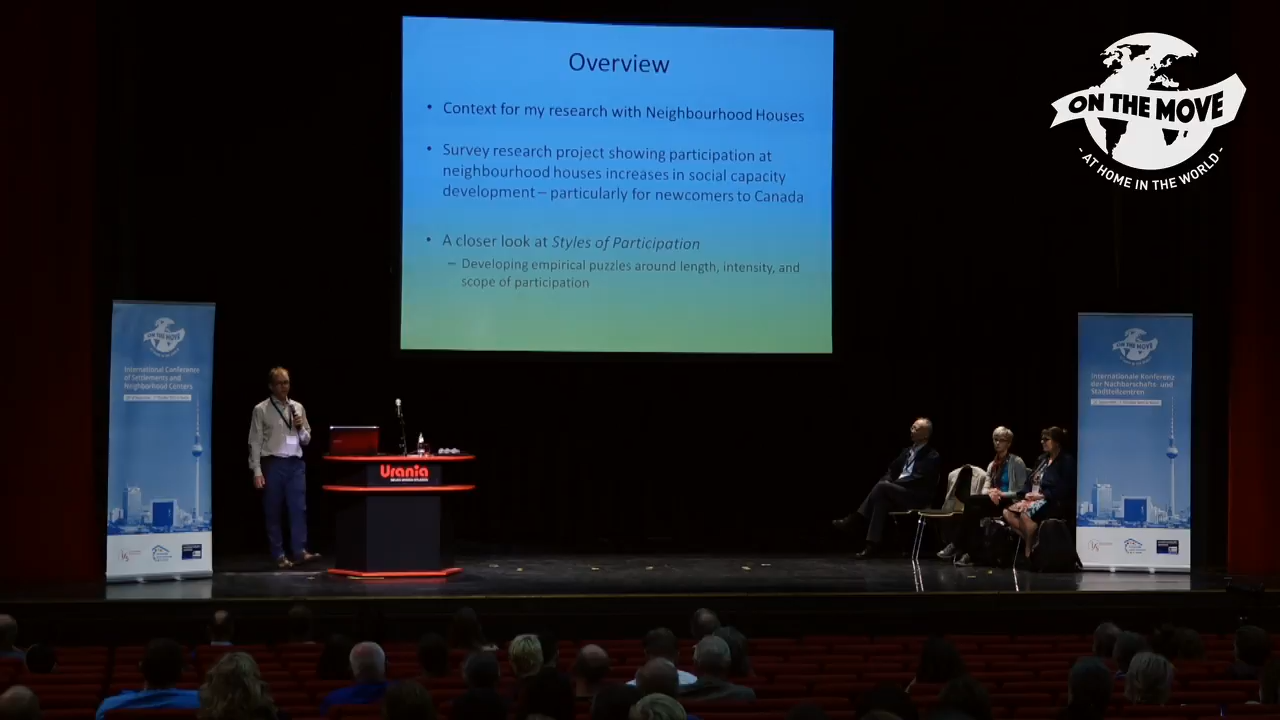 Overview
• Context for my research with Neighbourhood Houses
• Survey research project showing participation at
neighbourhood houses increases in social capacity
development – particularly for newcomers to Canada
• A closer look at Styles of Participation
– Developing empirical puzzles around length, intensity, and
scope of participation
ON THE MOVE
- AT HOME IN THE WORLD -
ON THE MOVE
International Conference
of Settlements and
Neighborhood Centers
Urania
ON THE MOVE
Internationale Konferenz
der Nachbarschafts- und
Stadtteilzentren